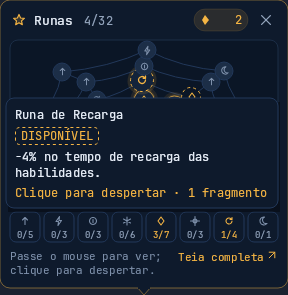 Runas 4/32 2
Runa de Recarga
DISPONÍVEL
-4% no tempo de recarga das
habilidades.
Clique para despertar · 1 fragmento
0/5 0/3 0/3 0/6 3/7 0/3 1/4 0/1
Passe o mouse para ver; Teia completa
clique para despertar.